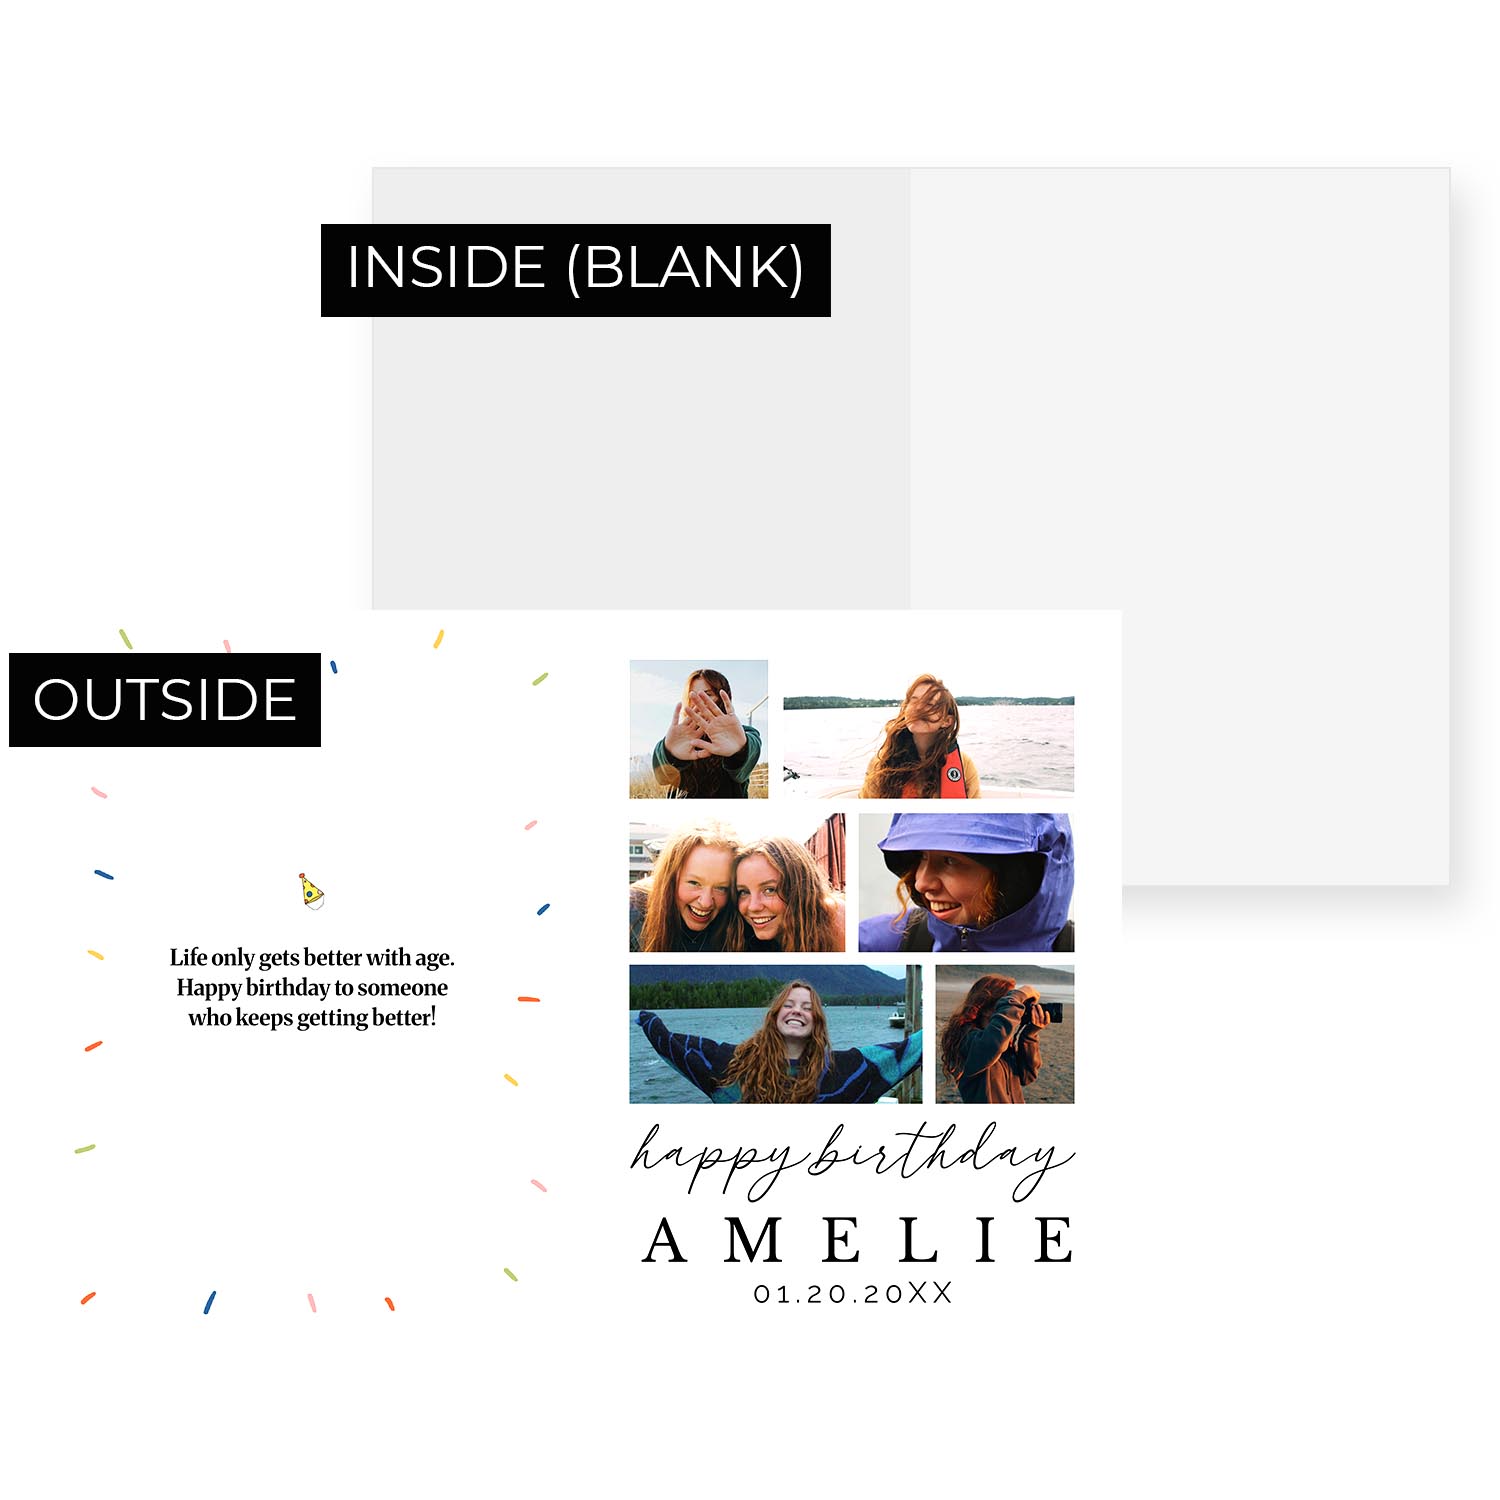 INSIDE (BLANK)
OUTSIDE
Life only gets better with age.
Happy birthday to someone
who keeps getting better!
happy birthday
AMELIE
01.20.20XX